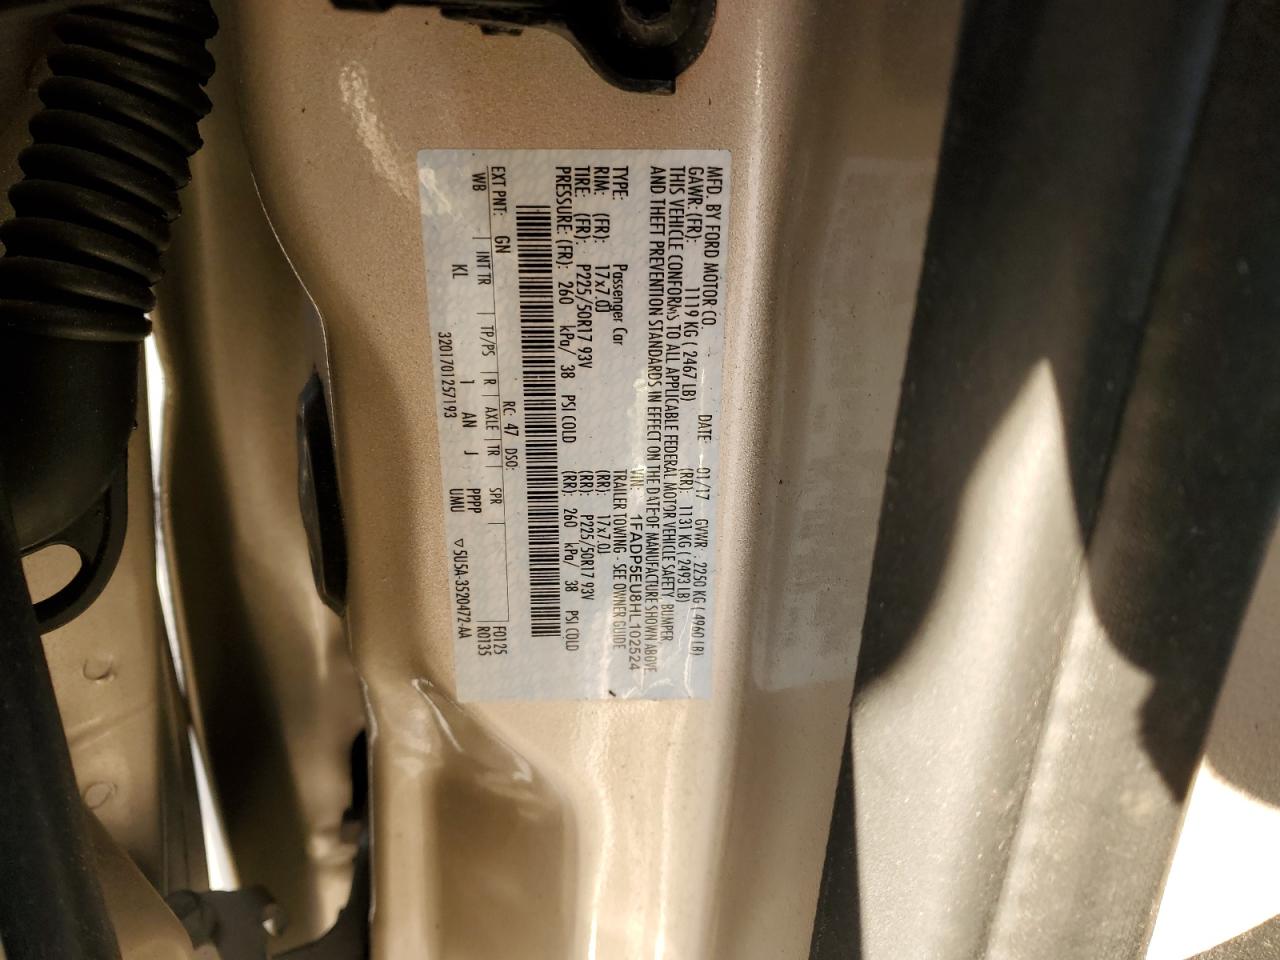 MFD. BY FORD MOTOR CO.
DATE: 01/17 GVWR: 2250 KG ( 4960 LB)
GAWR: (FR): 1119 KG ( 2467 LB) (RR): 1131 KG ( 2493 LB)
THIS VEHICLE CONFORMS TO ALL APPLICABLE FEDERAL MOTOR VEHICLE SAFETY, BUMPER,
AND THEFT PREVENTION STANDARDS IN EFFECT ON THE DATE OF MANUFACTURE SHOWN ABOVE.
VIN: 1FADP5EU8HL102524
TYPE: Passenger Car TRAILER TOWING - SEE OWNER GUIDE
RIM: (FR): 17x7.0J (RR): 17x7.0J
TIRE: (FR): P225/50R17 93V (RR): P225/50R17 93V
PRESSURE: (FR): 260 kPa/ 38 PSI COLD (RR): 260 kPa/ 38 PSI COLD
EXT PNT: GN RC: 47 DSO: F0125
WB INT TR TP/PS R AXLE TR SPR R0135
KL 1 AN J PPPP
UMU
3201701257193 ▽5U5A-3520472-AA